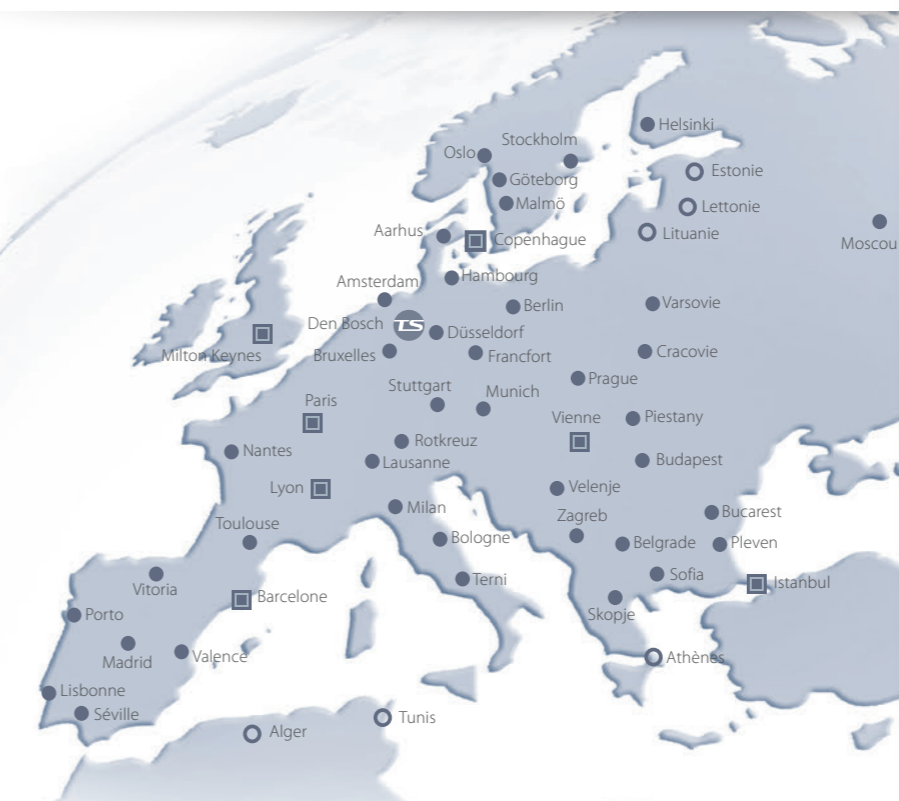 Helsinki
Stockholm
Oslo
Estonie
Göteborg
Malmö
Lettonie
Aarhus
Copenhague
Lituanie
Moscou
Hambourg
Amsterdam
Berlin
Varsovie
Den Bosch
TS
Düsseldorf
Milton Keynes
Bruxelles
Francfort
Cracovie
Prague
Stuttgart
Munich
Paris
Vienne
Piestany
Rotkreuz
Nantes
Lausanne
Budapest
Lyon
Velenje
Milan
Bucarest
Toulouse
Zagreb
Bologne
Belgrade
Pleven
Vitoria
Terni
Sofia
Istanbul
Barcelone
Skopje
Porto
Madrid
Valence
Athènes
Lisbonne
Séville
Tunis
Alger